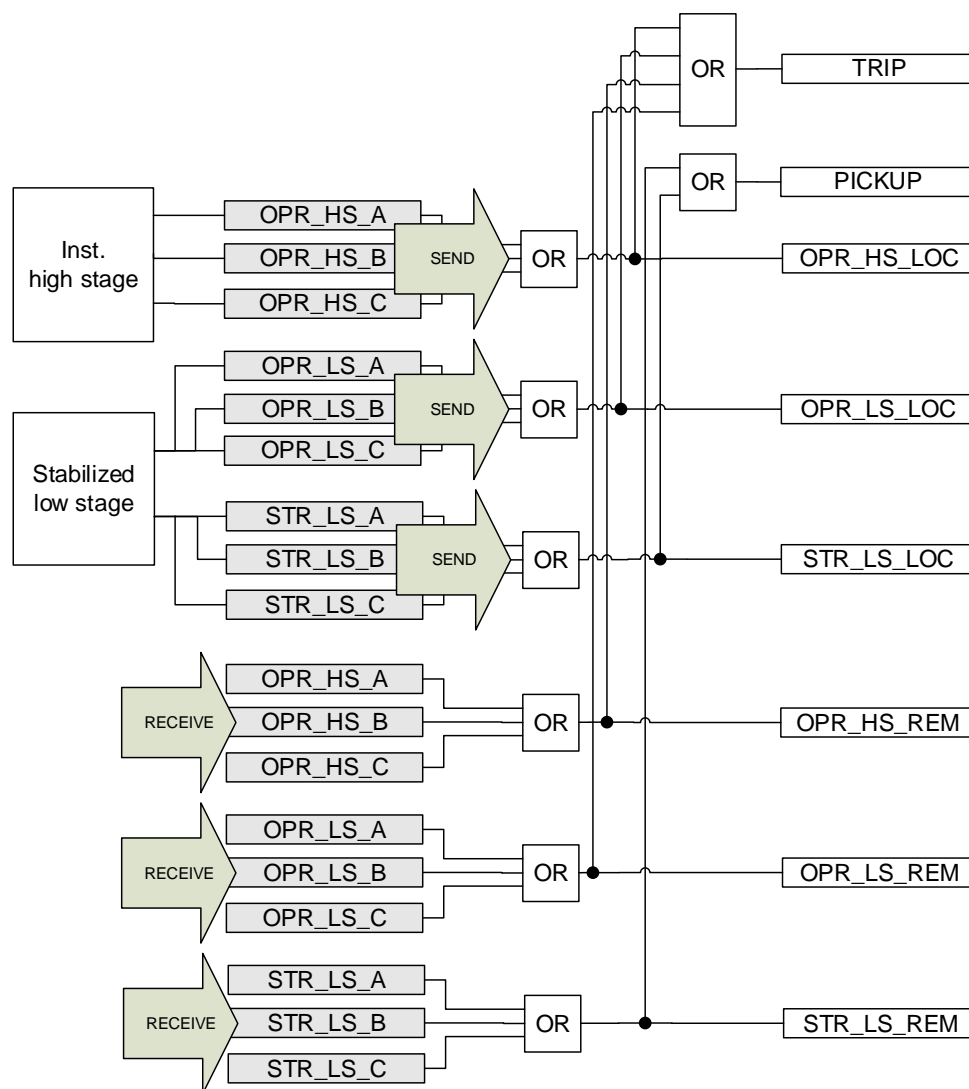 OR
TRIP
OR
PICKUP
Inst.
high stage
OPR_HS_A
OPR_HS_B
OPR_HS_C
SEND
OR
OPR_HS_LOC
Stabilized
low stage
OPR_LS_A
OPR_LS_B
OPR_LS_C
SEND
OR
OPR_LS_LOC
STR_LS_A
STR_LS_B
STR_LS_C
SEND
OR
STR_LS_LOC
RECEIVE
OPR_HS_A
OPR_HS_B
OPR_HS_C
OR
OPR_HS_REM
RECEIVE
OPR_LS_A
OPR_LS_B
OPR_LS_C
OR
OPR_LS_REM
RECEIVE
STR_LS_A
STR_LS_B
STR_LS_C
OR
STR_LS_REM